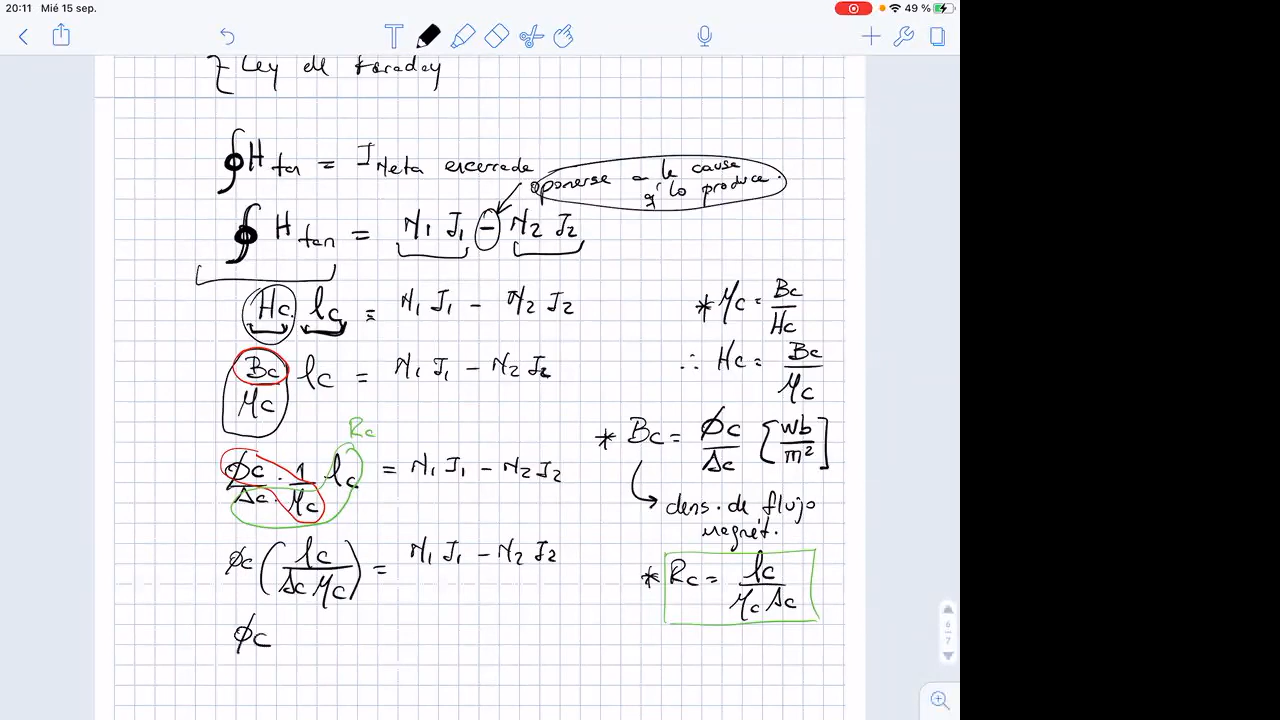 20:11 Mié 15 sep.
49 %
Ley de Faraday
∮ H tan = I Neta encerrada
oponerse a la causa
q' lo produce.
∮ H tan = N1 I1 − N2 I2
Hc. lc = N1 I1 − N2 I2
* μc = Bc / Hc
Bc / μc lc = N1 I1 − N2 I2
∴ Hc = Bc / μc
Rc
* Bc = ϕc / Ac [wb / m²]
ϕc / Ac · 1 / μc · lc = N1 I1 − N2 I2
dens. de flujo
magnét.
ϕc ( lc / Ac μc ) = N1 I1 − N2 I2
* Rc = lc / μc Ac
ϕc
6
7